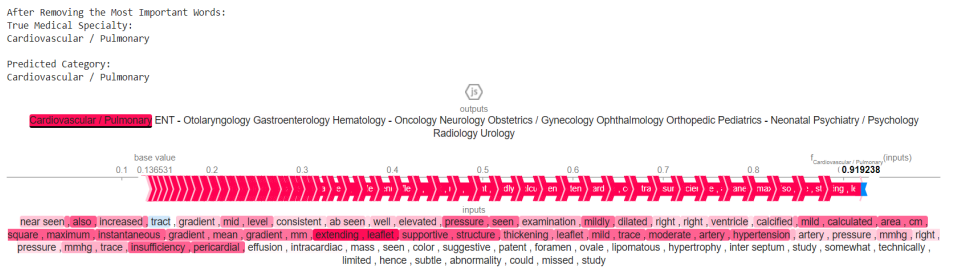 After Removing the Most Important Words:
True Medical Specialty:
Cardiovascular / Pulmonary
Predicted Category:
Cardiovascular / Pulmonary
js
outputs
Cardiovascular / Pulmonary ENT - Otolaryngology Gastroenterology Hematology - Oncology Neurology Obstetrics / Gynecology Ophthalmology Orthopedic Pediatrics - Neonatal Psychiatry / Psychology
Radiology Urology
base value f Cardiovascular / Pulmonary (inputs)
0.1 0.136531 0.2 0.3 0.4 0.5 0.6 0.7 0.8 0.919238
inputs
near seen , also , increased , tract , gradient , mid , level , consistent , ab seen , well , elevated , pressure , seen , examination , mildly , dilated , right , right , ventricle , calcified , mild , calculated , area , cm ,
square , maximum , instantaneous , gradient , mean , gradient , mm , extending , leaflet , supportive , structure , thickening , leaflet , mild , trace , moderate , artery , hypertension , artery , pressure , mmhg , right ,
pressure , mmhg , trace , insufficiency , pericardial , effusion , intracardiac , mass , seen , color , suggestive , patent , foramen , ovale , lipomatous , hypertrophy , inter septum , study , somewhat , technically ,
limited , hence , subtle , abnormality , could , missed , study